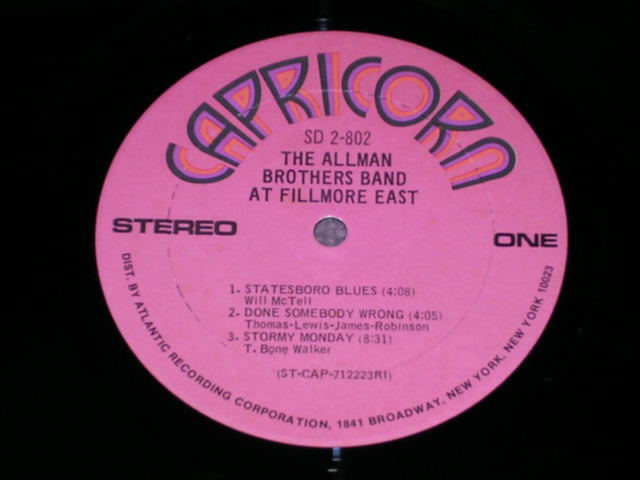 CAPRICORN
SD 2-802
THE ALLMAN
BROTHERS BAND
AT FILLMORE EAST
STEREO
ONE
1. STATESBORO BLUES (4:08)
Will McTell
2. DONE SOMEBODY WRONG (4:05)
Thomas-Lewis-James-Robinson
3. STORMY MONDAY (8:31)
T. Bone Walker
(ST-CAP-712223RI)
DIST. BY ATLANTIC RECORDING CORPORATION, 1841 BROADWAY, NEW YORK, NEW YORK 10023